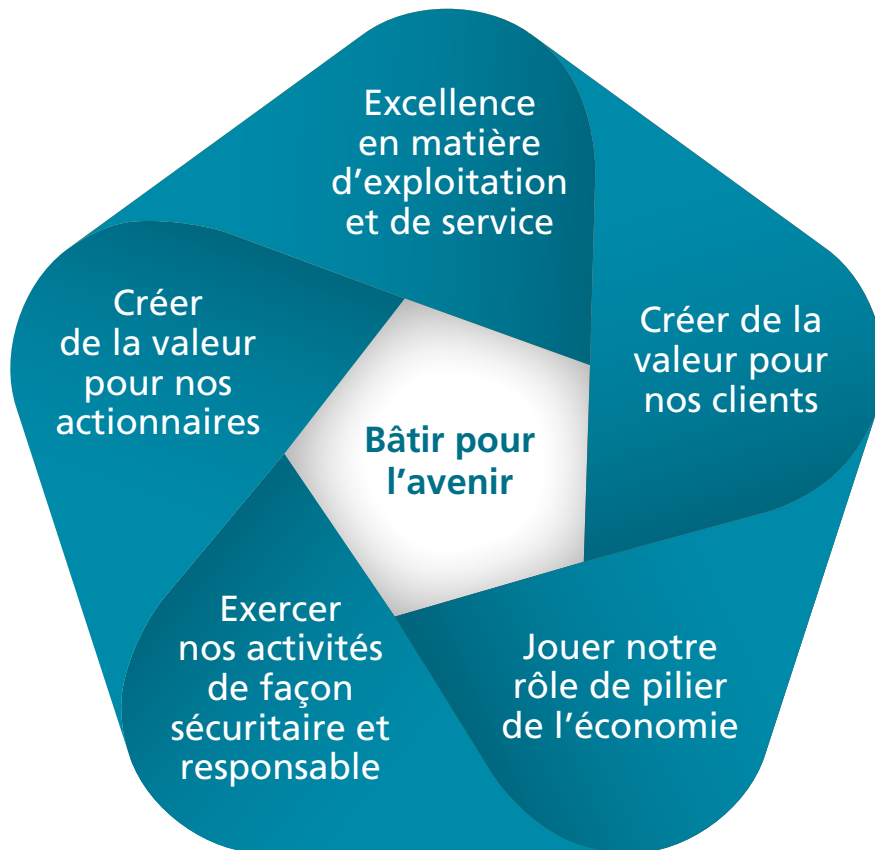 Excellence
en matière
d'exploitation
et de service
Créer de la
valeur pour
nos clients
Jouer notre
rôle de pilier
de l'économie
Exercer
nos activités
de façon
sécuritaire et
responsable
Créer
de la valeur
pour nos
actionnaires
Bâtir pour
l'avenir